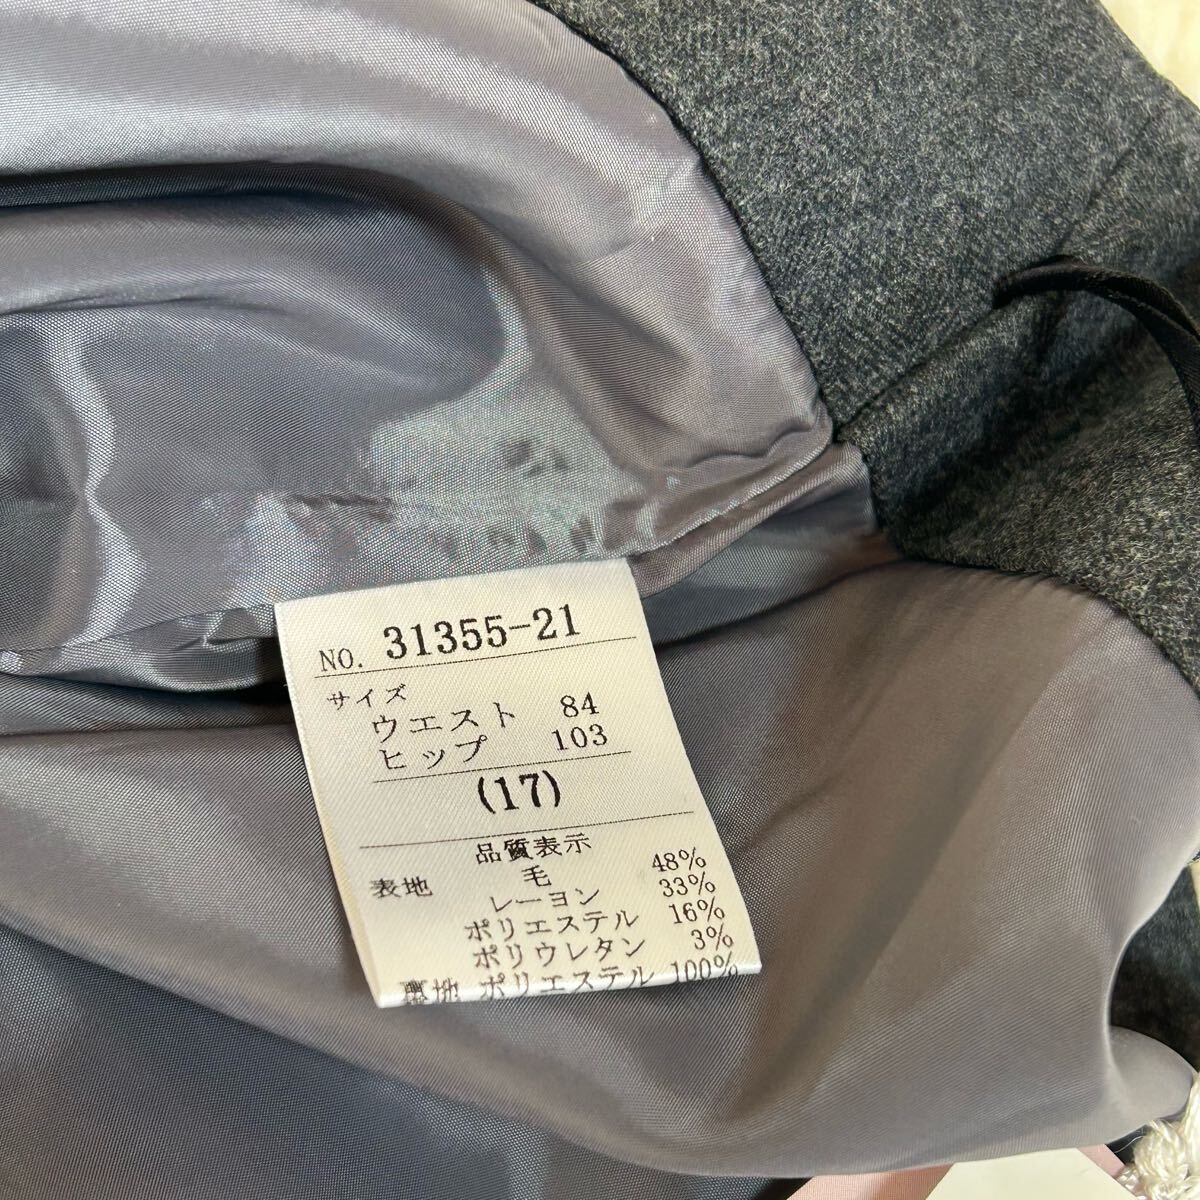 NO. 31355-21
サイズ
ウエスト 84
ヒップ 103
(17)
品質表示
表地 毛 48%
レーヨン 33%
ポリエステル 16%
ポリウレタン 3%
裏地 ポリエステル 100%